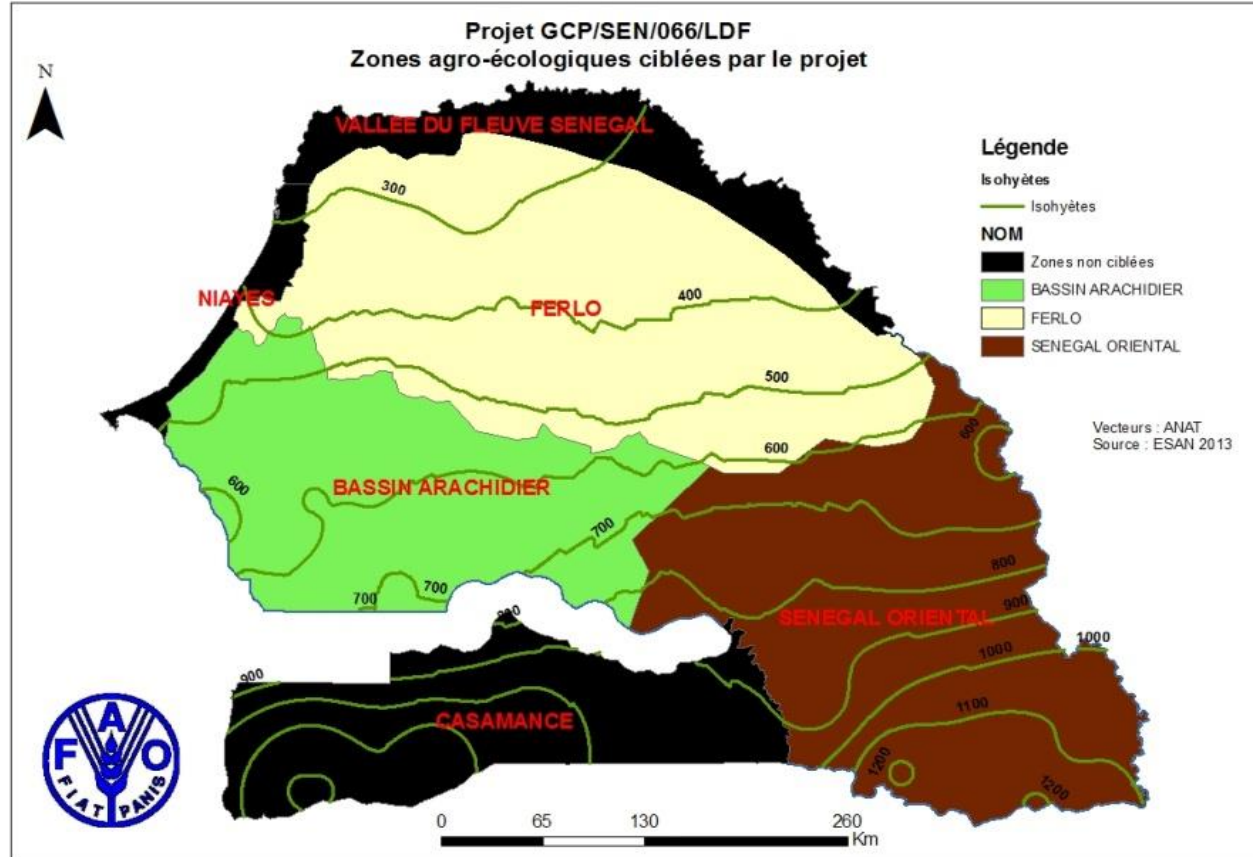 Projet GCP/SEN/066/LDF
Zones agro-écologiques ciblées par le projet
N
VALLEE DU FLEUVE SENEGAL
300
NIAYES
FERLO
400
500
600
600
600
BASSIN ARACHIDIER
700
700
700
800
800
SENEGAL ORIENTAL
900
1000
1000
900
CASAMANCE
1100
1200
1200
Légende
Isohyètes
Isohyètes
NOM
Zones non ciblées
BASSIN ARACHIDIER
FERLO
SENEGAL ORIENTAL
Vecteurs : ANAT
Source : ESAN 2013
F A O
FIAT PANIS
0 65 130 260
Km